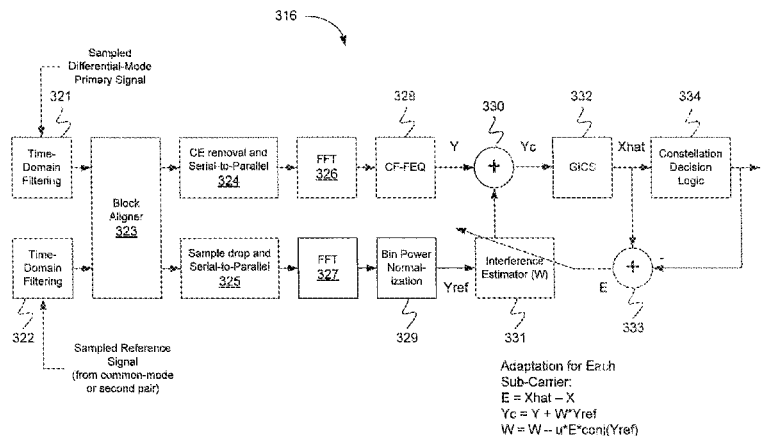 316
Sampled
Differential-Mode
Primary Signal
321
328
330
332
334
Time-
Domain
Filtering
Block
Aligner
323
CE removal and
Serial-to-Parallel
324
FFT
326
CF-FEQ
Y
+
Yc
GICS
Xhat
Constellation
Decision
Logic
Time-
Domain
Filtering
Sample drop and
Serial-to-Parallel
325
FFT
327
Bin Power
Normal-
ization
Yref
Interference
Estimator (W)
E
+
-
322
329
331
333
Sampled Reference
Signal
(from common-mode
or second pair)
Adaptation for Each
Sub-Carrier:
E = Xhat – X
Yc = Y + W*Yref
W = W – u*E*conj(Yref)